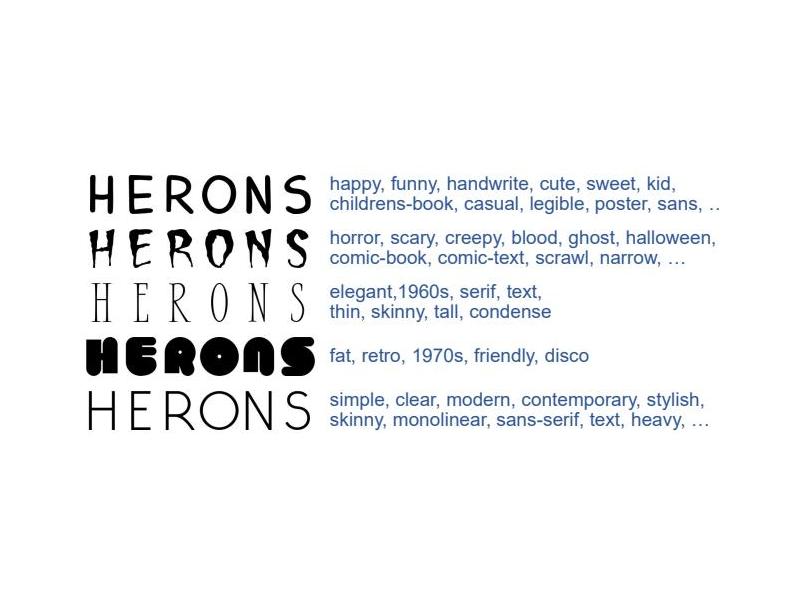 HERONS happy, funny, handwrite, cute, sweet, kid,
childrens-book, casual, legible, poster, sans, ..
HERONS horror, scary, creepy, blood, ghost, halloween,
comic-book, comic-text, scrawl, narrow, ...
HERONS elegant,1960s, serif, text,
thin, skinny, tall, condense
HERONS fat, retro, 1970s, friendly, disco
HERONS simple, clear, modern, contemporary, stylish,
skinny, monolinear, sans-serif, text, heavy, ...